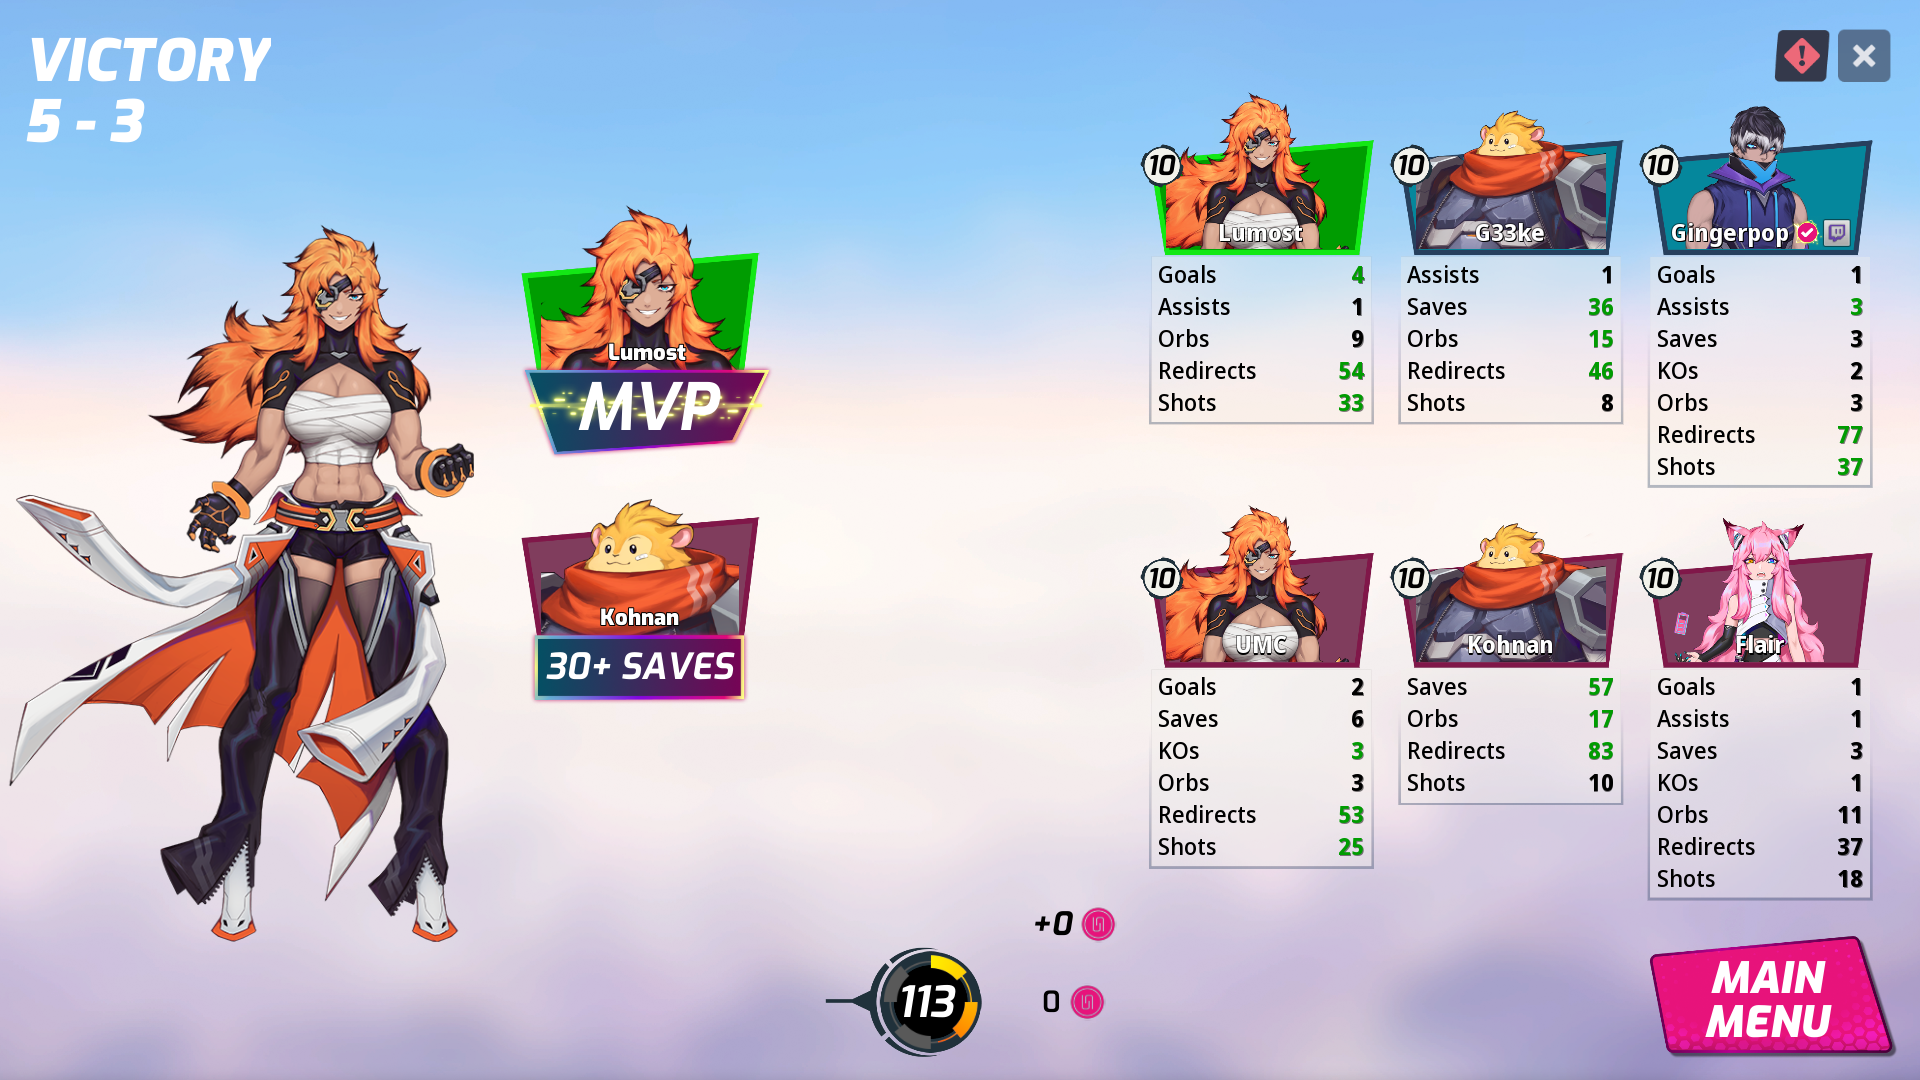 VICTORY
5 - 3
Lumost
MVP
Kohnan
30+ SAVES
10
Lumost
Goals 4
Assists 1
Orbs 9
Redirects 54
Shots 33
10
G33ke
Assists 1
Saves 36
Orbs 15
Redirects 46
Shots 8
10
Gingerpop
Goals 1
Assists 3
Saves 3
KOs 2
Orbs 3
Redirects 77
Shots 37
10
UMC
Goals 2
Saves 6
KOs 3
Orbs 3
Redirects 53
Shots 25
10
Kohnan
Saves 57
Orbs 17
Redirects 83
Shots 10
10
Flair
Goals 1
Assists 1
Saves 3
KOs 1
Orbs 11
Redirects 37
Shots 18
+0
113
0
MAIN
MENU